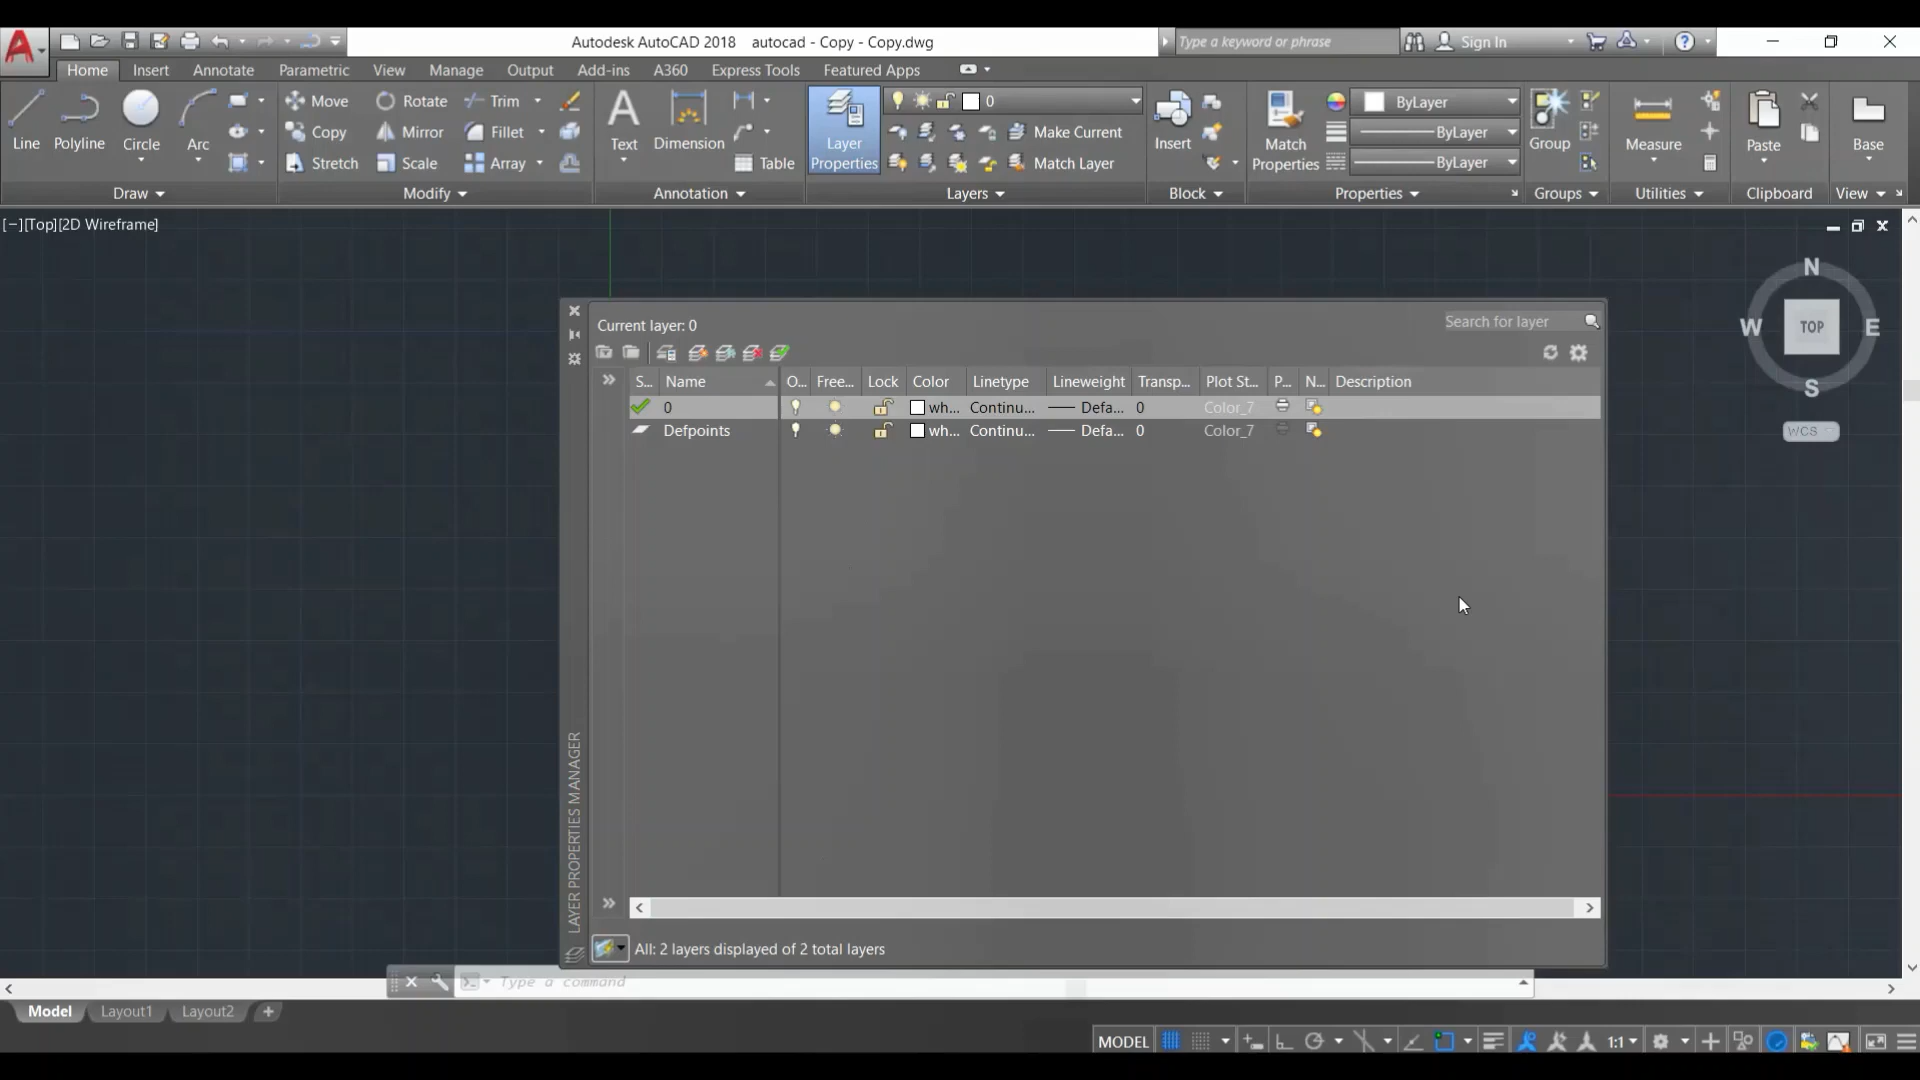 Autodesk AutoCAD 2018 autocad - Copy - Copy.dwg
Type a keyword or phrase
Sign In
Home Insert Annotate Parametric View Manage Output Add-ins A360 Express Tools Featured Apps
Line Polyline Circle Arc
Move Rotate Trim
Copy Mirror Fillet
Stretch Scale Array
Text Dimension Table
Layer Properties
0
Make Current
Match Layer
Insert
Match Properties
ByLayer
ByLayer
ByLayer
Group Measure Paste Base
Draw Modify Annotation Layers Block Properties Groups Utilities Clipboard View
[−][Top][2D Wireframe]
N
W TOP E
S
WCS
Current layer: 0
Search for layer
S... Name O... Free... Lock Color Linetype Lineweight Transp... Plot St... P... N... Description
0 wh... Continu... Defa... 0 Color_7
Defpoints wh... Continu... Defa... 0 Color_7
LAYER PROPERTIES MANAGER
All: 2 layers displayed of 2 total layers
Type a command
Model Layout1 Layout2 +
MODEL 1:1